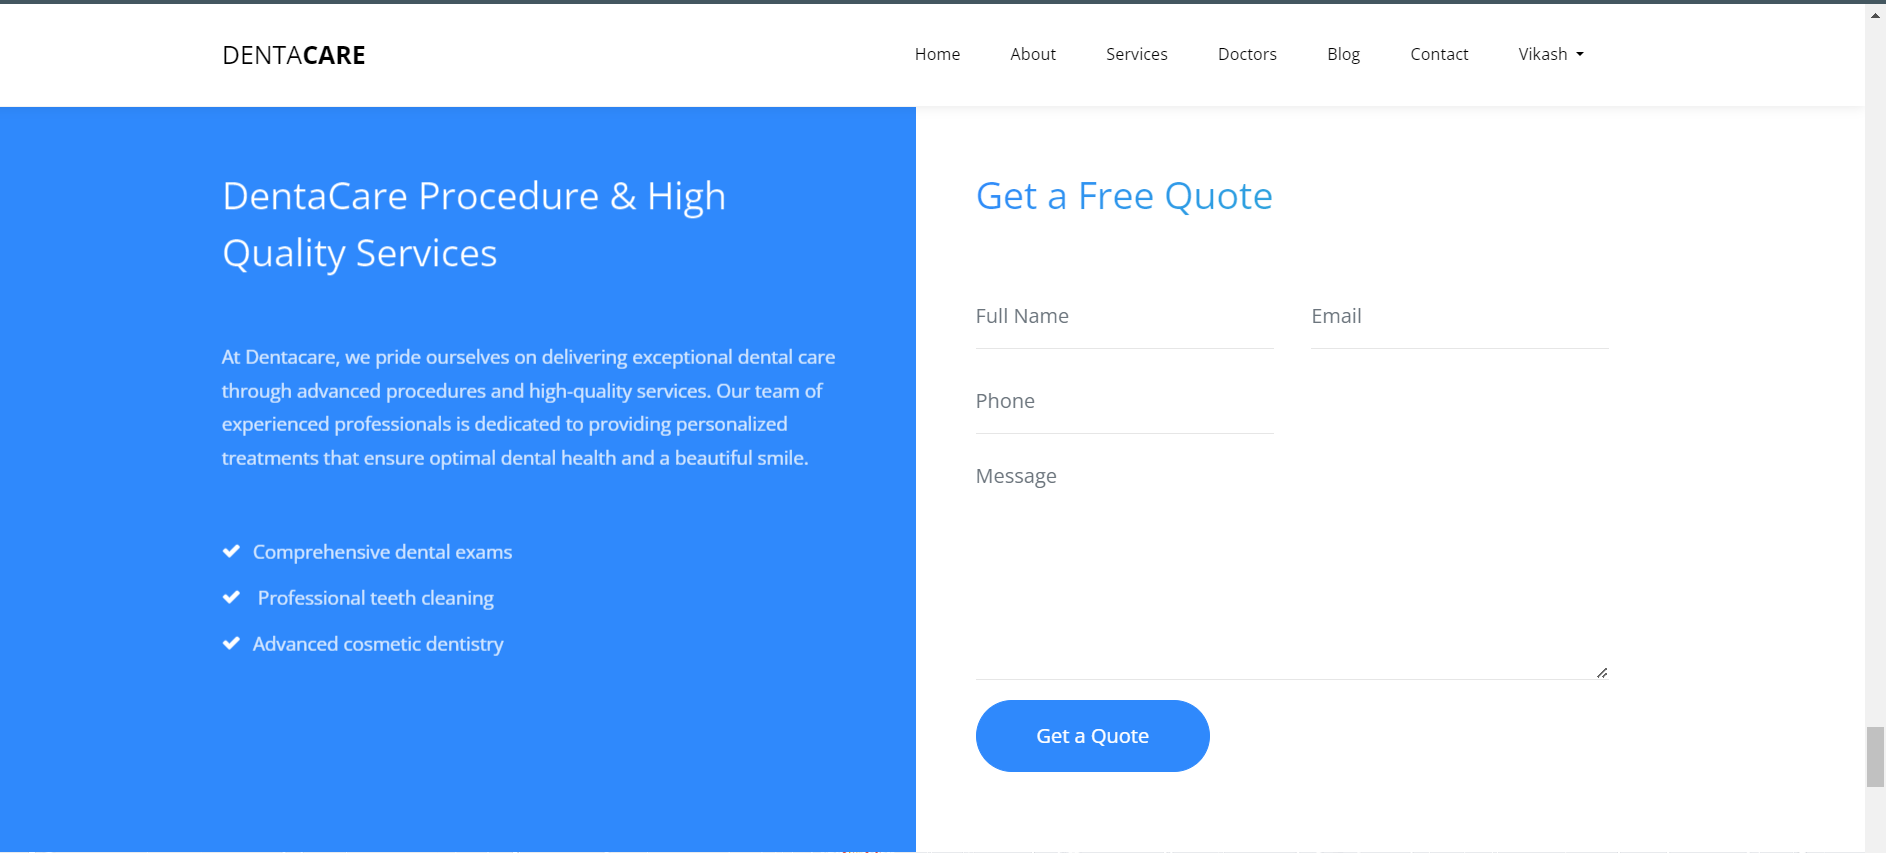 DENTACARE
Home About Services Doctors Blog Contact Vikash
DentaCare Procedure & High
Quality Services
At Dentacare, we pride ourselves on delivering exceptional dental care
through advanced procedures and high-quality services. Our team of
experienced professionals is dedicated to providing personalized
treatments that ensure optimal dental health and a beautiful smile.
Comprehensive dental exams
Professional teeth cleaning
Advanced cosmetic dentistry
Get a Free Quote
Full Name Email
Phone
Message
Get a Quote